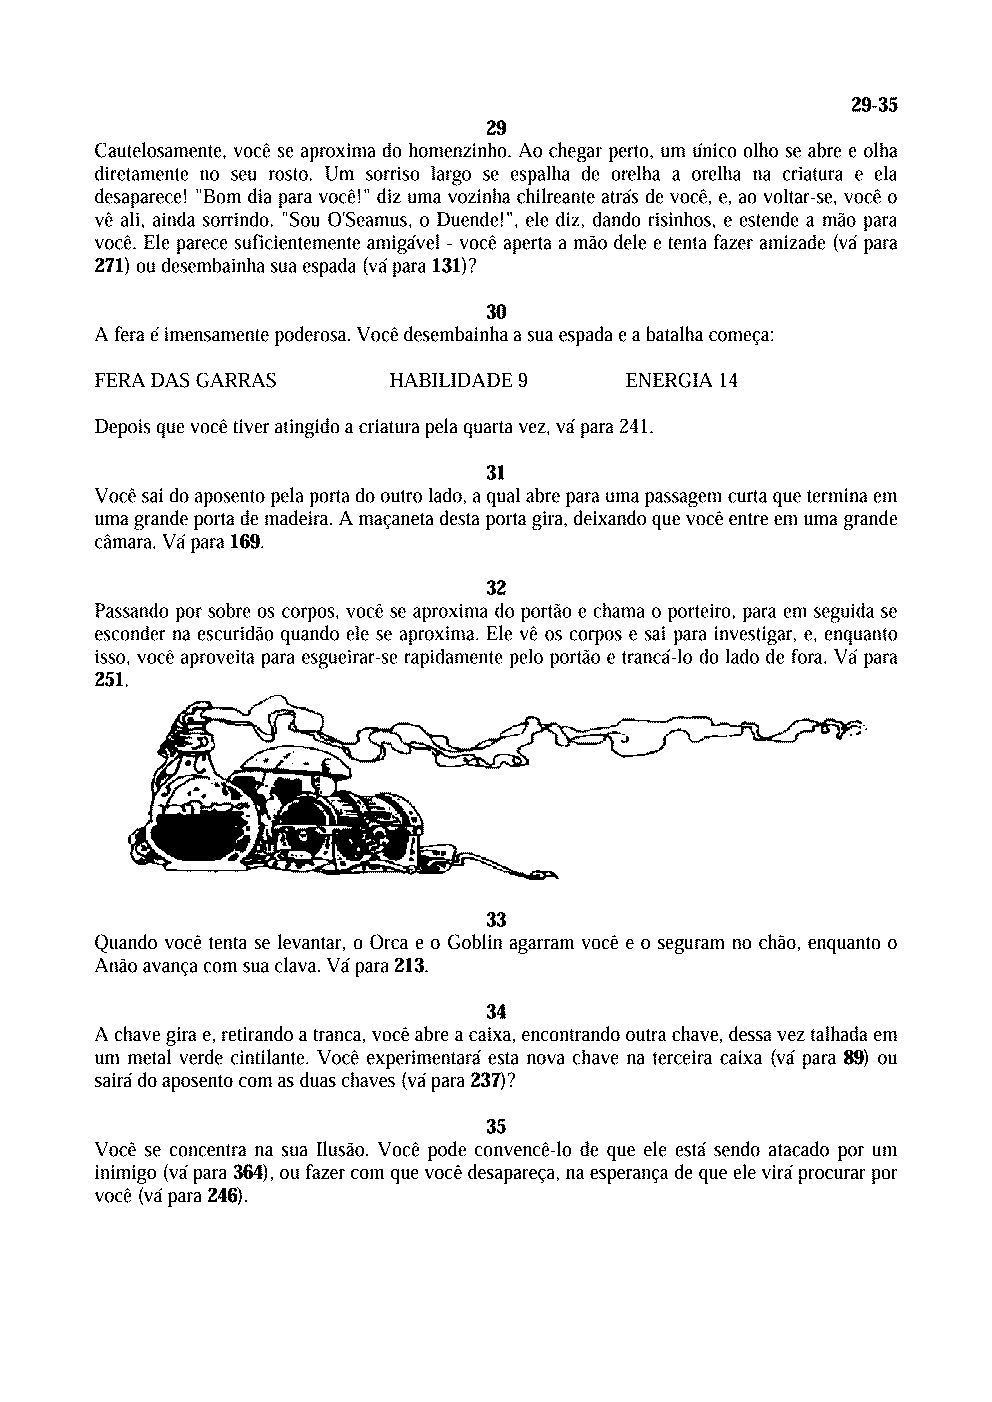 29-35
29
Cautelosamente, você se aproxima do homenzinho. Ao chegar perto, um único olho se abre e olha
diretamente no seu rosto. Um sorriso largo se espalha de orelha a orelha na criatura e ela
desaparece! "Bom dia para você!" diz uma vozinha chilreante atrás de você, e, ao voltar-se, você o
vê ali, ainda sorrindo. "Sou O'Seamus, o Duende!", ele diz, dando risinhos, e estende a mão para
você. Ele parece suficientemente amigável - você aperta a mão dele e tenta fazer amizade (vá para
271) ou desembainha sua espada (vá para 131)?
30
A fera é imensamente poderosa. Você desembainha a sua espada e a batalha começa:
FERA DAS GARRAS HABILIDADE 9 ENERGIA 14
Depois que você tiver atingido a criatura pela quarta vez, vá para 241.
31
Você sai do aposento pela porta do outro lado, a qual abre para uma passagem curta que termina em
uma grande porta de madeira. A maçaneta desta porta gira, deixando que você entre em uma grande
câmara. Vá para 169.
32
Passando por sobre os corpos, você se aproxima do portão e chama o porteiro, para em seguida se
esconder na escuridão quando ele se aproxima. Ele vê os corpos e sai para investigar, e, enquanto
isso, você aproveita para esgueirar-se rapidamente pelo portão e trancá-lo do lado de fora. Vá para
251.
33
Quando você tenta se levantar, o Orca e o Goblin agarram você e o seguram no chão, enquanto o
Anão avança com sua clava. Vá para 213.
34
A chave gira e, retirando a tranca, você abre a caixa, encontrando outra chave, dessa vez talhada em
um metal verde cintilante. Você experimentará esta nova chave na terceira caixa (vá para 89) ou
sairá do aposento com as duas chaves (vá para 237)?
35
Você se concentra na sua Ilusão. Você pode convencê-lo de que ele está sendo atacado por um
inimigo (vá para 364), ou fazer com que você desapareça, na esperança de que ele virá procurar por
você (vá para 246).